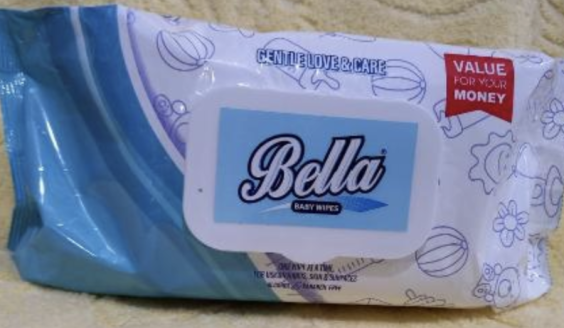 GENTLE LOVE & CARE
VALUE
FOR YOUR
MONEY
Bella®
BABY WIPES